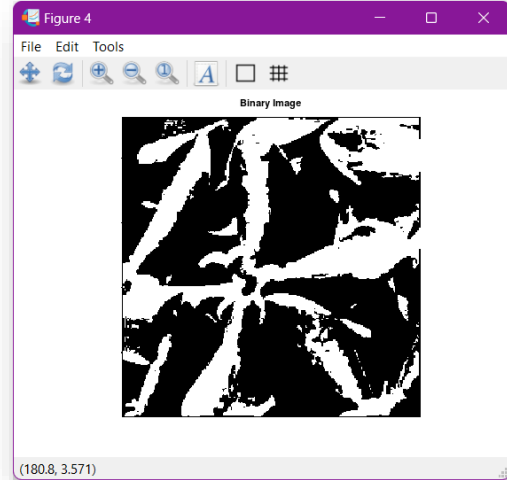 Figure 4
File Edit Tools
A
Binary Image
(180.8, 3.571)